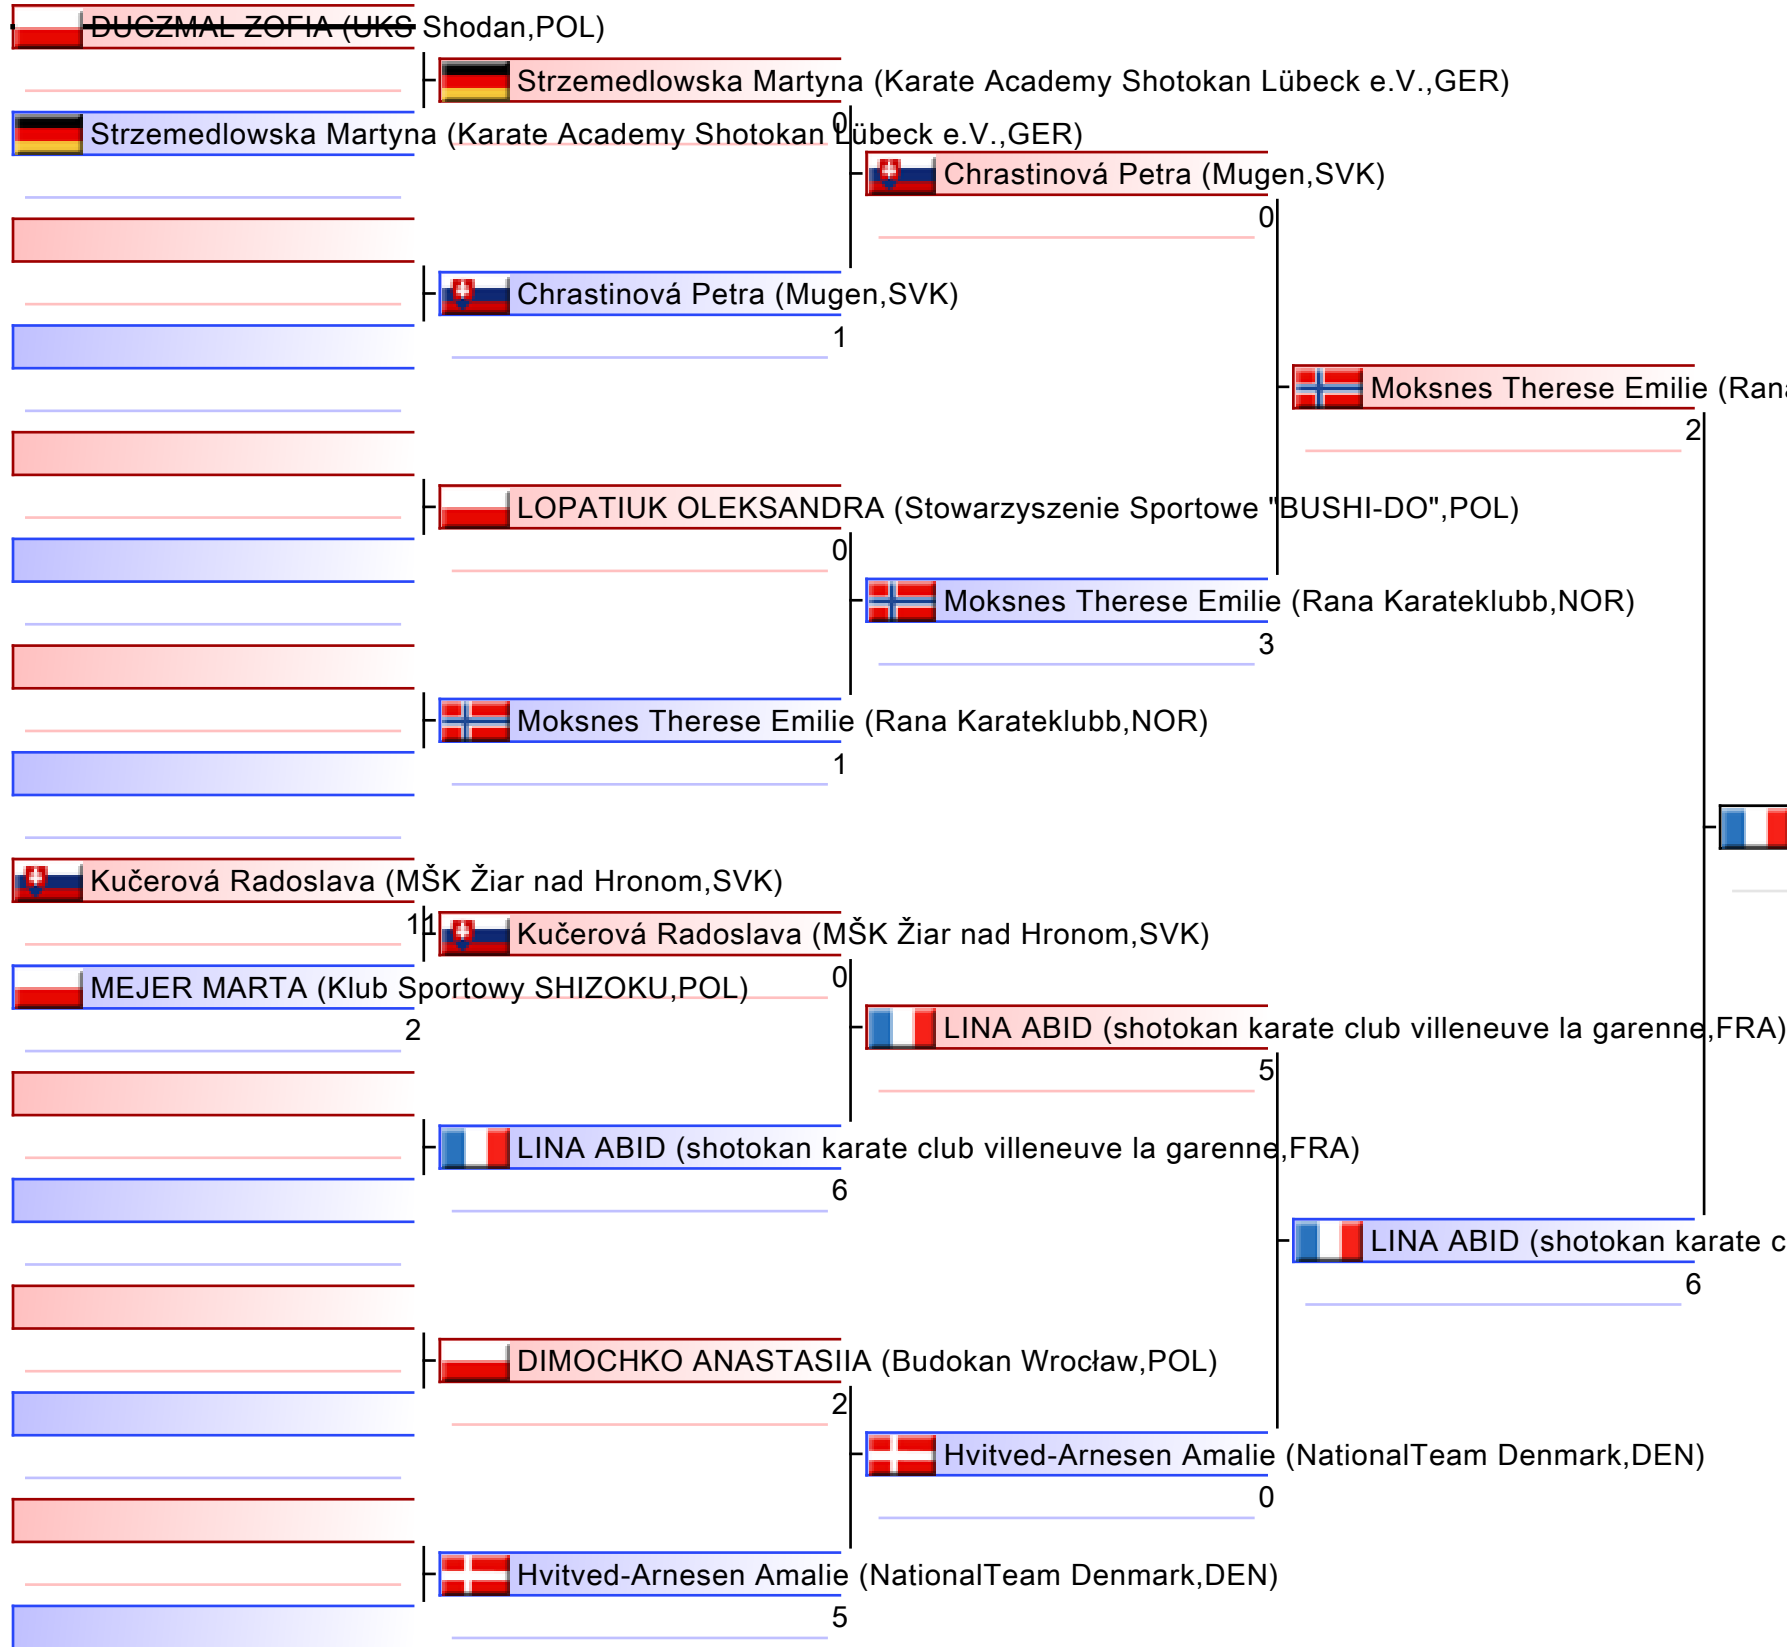 DUCZMAL ZOFIA (UKS Shodan,POL)
Strzemedlowska Martyna (Karate Academy Shotokan Lübeck e.V.,GER)
0
Strzemedlowska Martyna (Karate Academy Shotokan Lübeck e.V.,GER)
Chrastinová Petra (Mugen,SVK)
0
Chrastinová Petra (Mugen,SVK)
1
Moksnes Therese Emilie (Rana
2
LOPATIUK OLEKSANDRA (Stowarzyszenie Sportowe "BUSHI-DO",POL)
0
Moksnes Therese Emilie (Rana Karateklubb,NOR)
3
Moksnes Therese Emilie (Rana Karateklubb,NOR)
1
Kučerová Radoslava (MŠK Žiar nad Hronom,SVK)
11
Kučerová Radoslava (MŠK Žiar nad Hronom,SVK)
0
MEJER MARTA (Klub Sportowy SHIZOKU,POL)
2
LINA ABID (shotokan karate club villeneuve la garenne,FRA)
5
LINA ABID (shotokan karate club villeneuve la garenne,FRA)
6
LINA ABID (shotokan karate c
6
DIMOCHKO ANASTASIIA (Budokan Wrocław,POL)
2
Hvitved-Arnesen Amalie (NationalTeam Denmark,DEN)
0
Hvitved-Arnesen Amalie (NationalTeam Denmark,DEN)
5